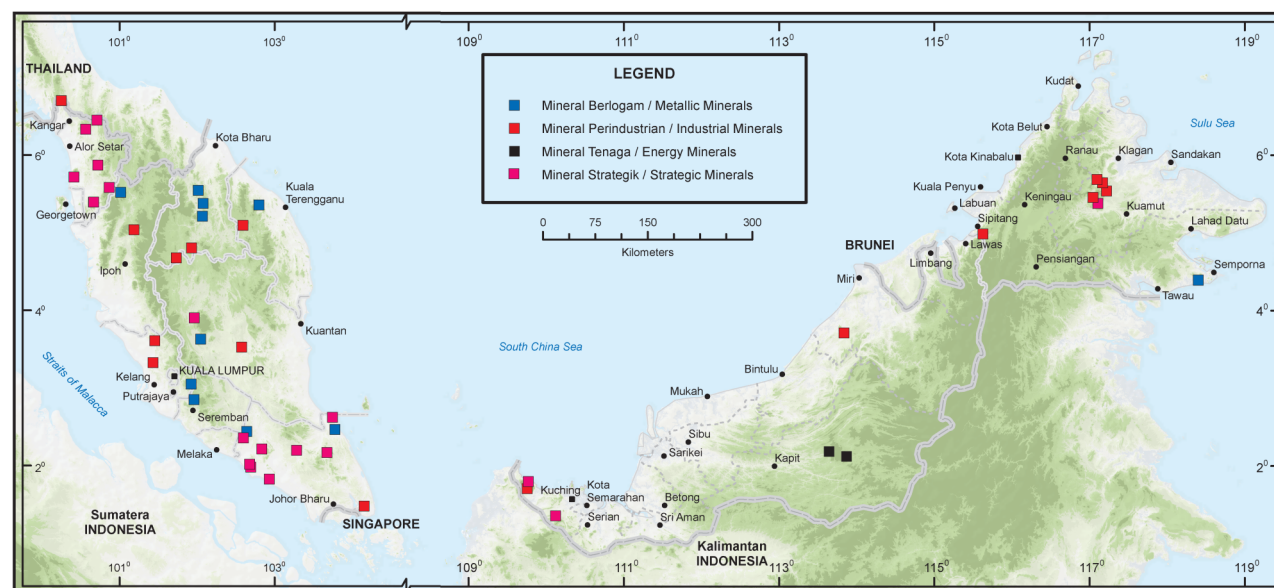 101⁰
103⁰
109⁰
111⁰
113⁰
115⁰
117⁰
119⁰
THAILAND
LEGEND
Mineral Berlogam / Metallic Minerals
Mineral Perindustrian / Industrial Minerals
Mineral Tenaga / Energy Minerals
Mineral Strategik / Strategic Minerals
0
75
150
300
Kilometers
Kudat
Sulu Sea
Kota Belut
Kangar
Kota Bharu
Alor Setar
6⁰
6⁰
Kota Kinabalu
Ranau
Klagan
Sandakan
Kuala
Terengganu
Georgetown
Kuala Penyu
Labuan
Keningau
Kuamut
Sipitang
Lahad Datu
BRUNEI
Lawas
Limbang
Pensiangan
Ipoh
Miri
Semporna
Tawau
4⁰
4⁰
Kuantan
South China Sea
Straits of Malacca
KUALA LUMPUR
Kelang
Putrajaya
Bintulu
Seremban
Mukah
Melaka
Sibu
Sarikei
Kapit
2⁰
2⁰
Johor Bharu
SINGAPORE
Sumatera
INDONESIA
Kuching
Kota
Semarahan
Serian
Betong
Sri Aman
Kalimantan
INDONESIA
101⁰
103⁰
109⁰
111⁰
113⁰
115⁰
117⁰
119⁰